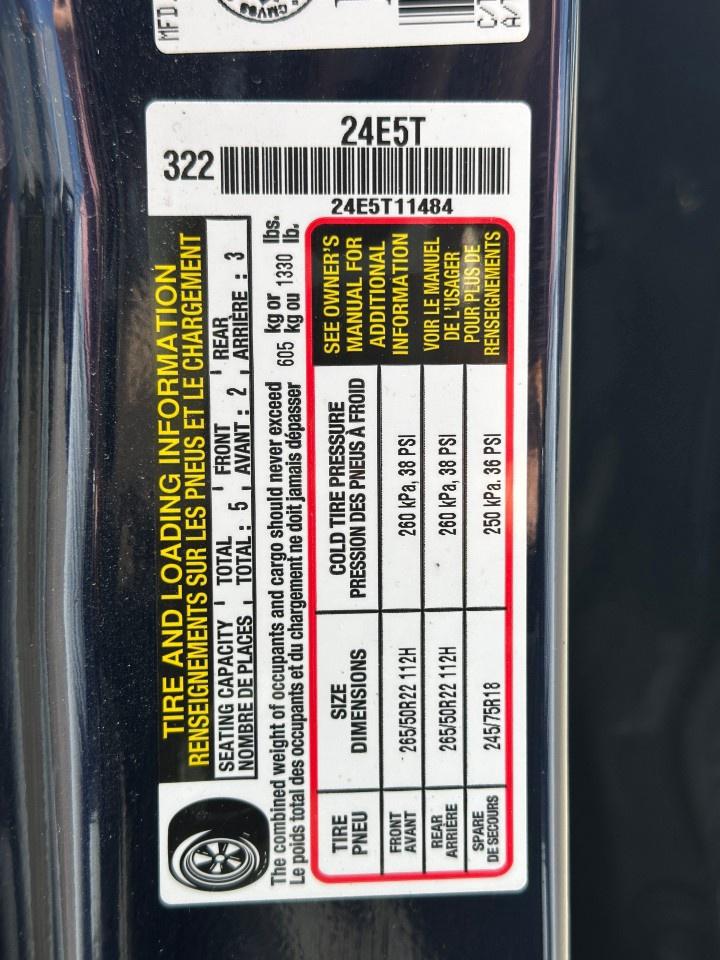 MFD
CMVSS
C/T
A/
24E5T
322
24E5T11484
TIRE AND LOADING INFORMATION
RENSEIGNEMENTS SUR LES PNEUS ET LE CHARGEMENT
SEATING CAPACITY TOTAL FRONT REAR
NOMBRE DE PLACES TOTAL : 5 AVANT : 2 ARRIÈRE : 3
The combined weight of occupants and cargo should never exceed 605 kg or 1330 lbs.
Le poids total des occupants et du chargement ne doit jamais dépasser kg ou lb.
TIRE SIZE COLD TIRE PRESSURE
PNEU DIMENSIONS PRESSION DES PNEUS À FROID
FRONT
AVANT
265/50R22 112H 260 kPa, 38 PSI
REAR
ARRIÈRE
265/50R22 112H 260 kPa, 38 PSI
SPARE
DE SECOURS
245/75R18 250 kPa. 36 PSI
SEE OWNER'S
MANUAL FOR
ADDITIONAL
INFORMATION
VOIR LE MANUEL
DE L'USAGER
POUR PLUS DE
RENSEIGNEMENTS